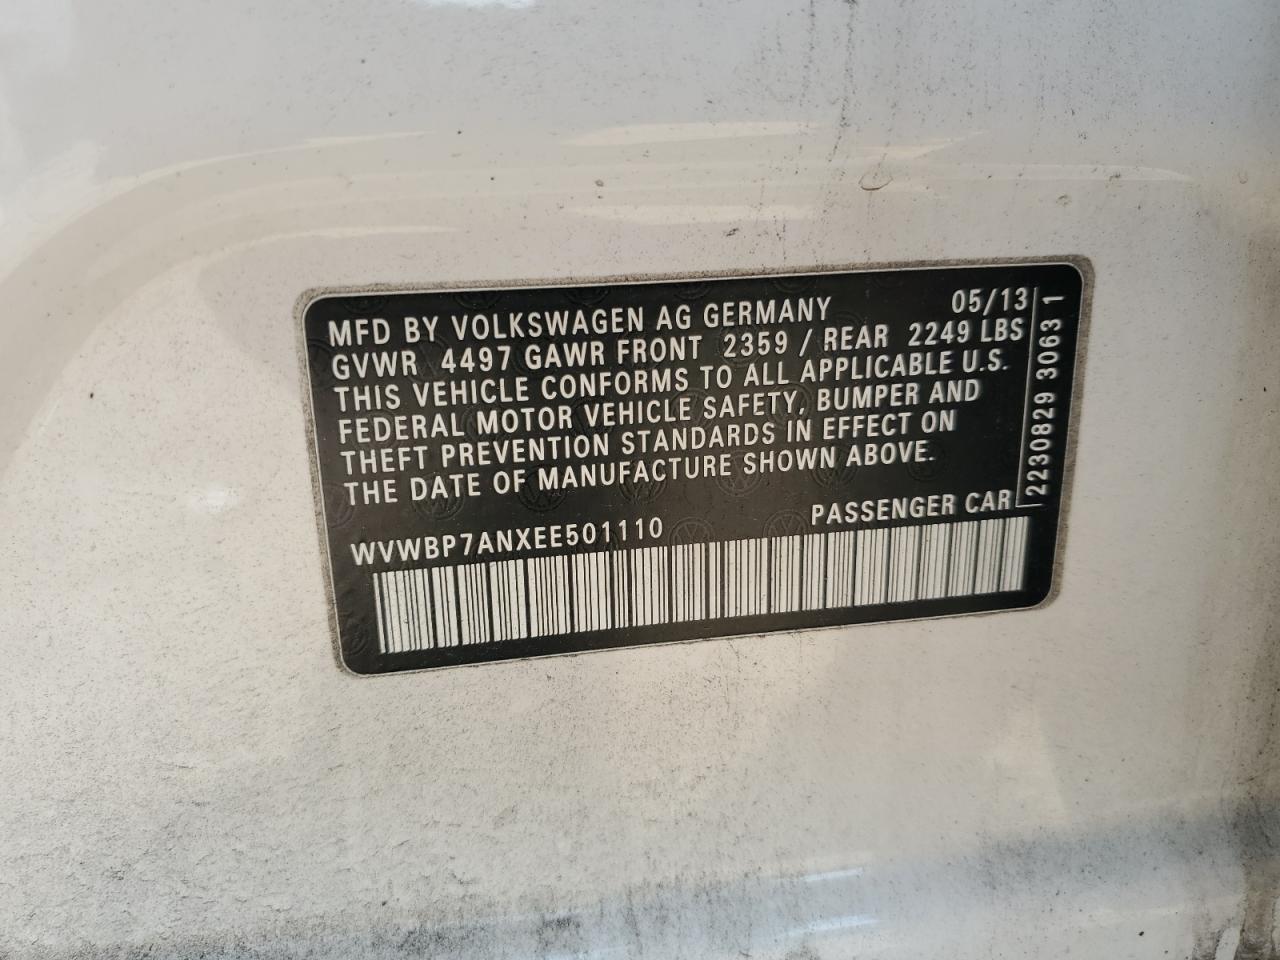 MFD BY VOLKSWAGEN AG GERMANY 05/13
GVWR 4497 GAWR FRONT 2359 / REAR 2249 LBS
THIS VEHICLE CONFORMS TO ALL APPLICABLE U.S.
FEDERAL MOTOR VEHICLE SAFETY, BUMPER AND
THEFT PREVENTION STANDARDS IN EFFECT ON
THE DATE OF MANUFACTURE SHOWN ABOVE.
PASSENGER CAR
WVWBP7ANXEE501110
2230829 3063 1